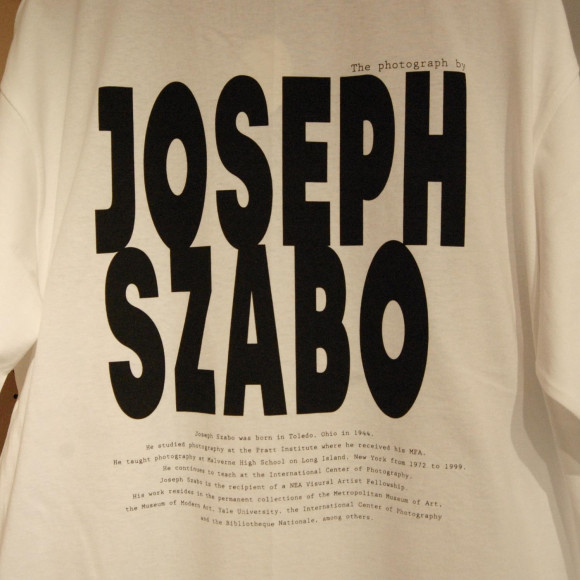 The photograph by
JOSEPH
SZABO
Joseph Szabo was born in Toledo, Ohio in 1944.
He studied photography at the Pratt Institute where he received his MFA.
He taught photography at Malverne High School on Long Island, New York from 1972 to 1999.
He continues to teach at the International Center of Photography.
Joseph Szabo is the recipient of a NEA Visural Artist Fellowship.
His work resides in the permanent collections of the Metropolitan Museum of Art,
the Museum of Modern Art, Yale University, the International Center of Photography
and the Bibliotheque Nationale, among others.